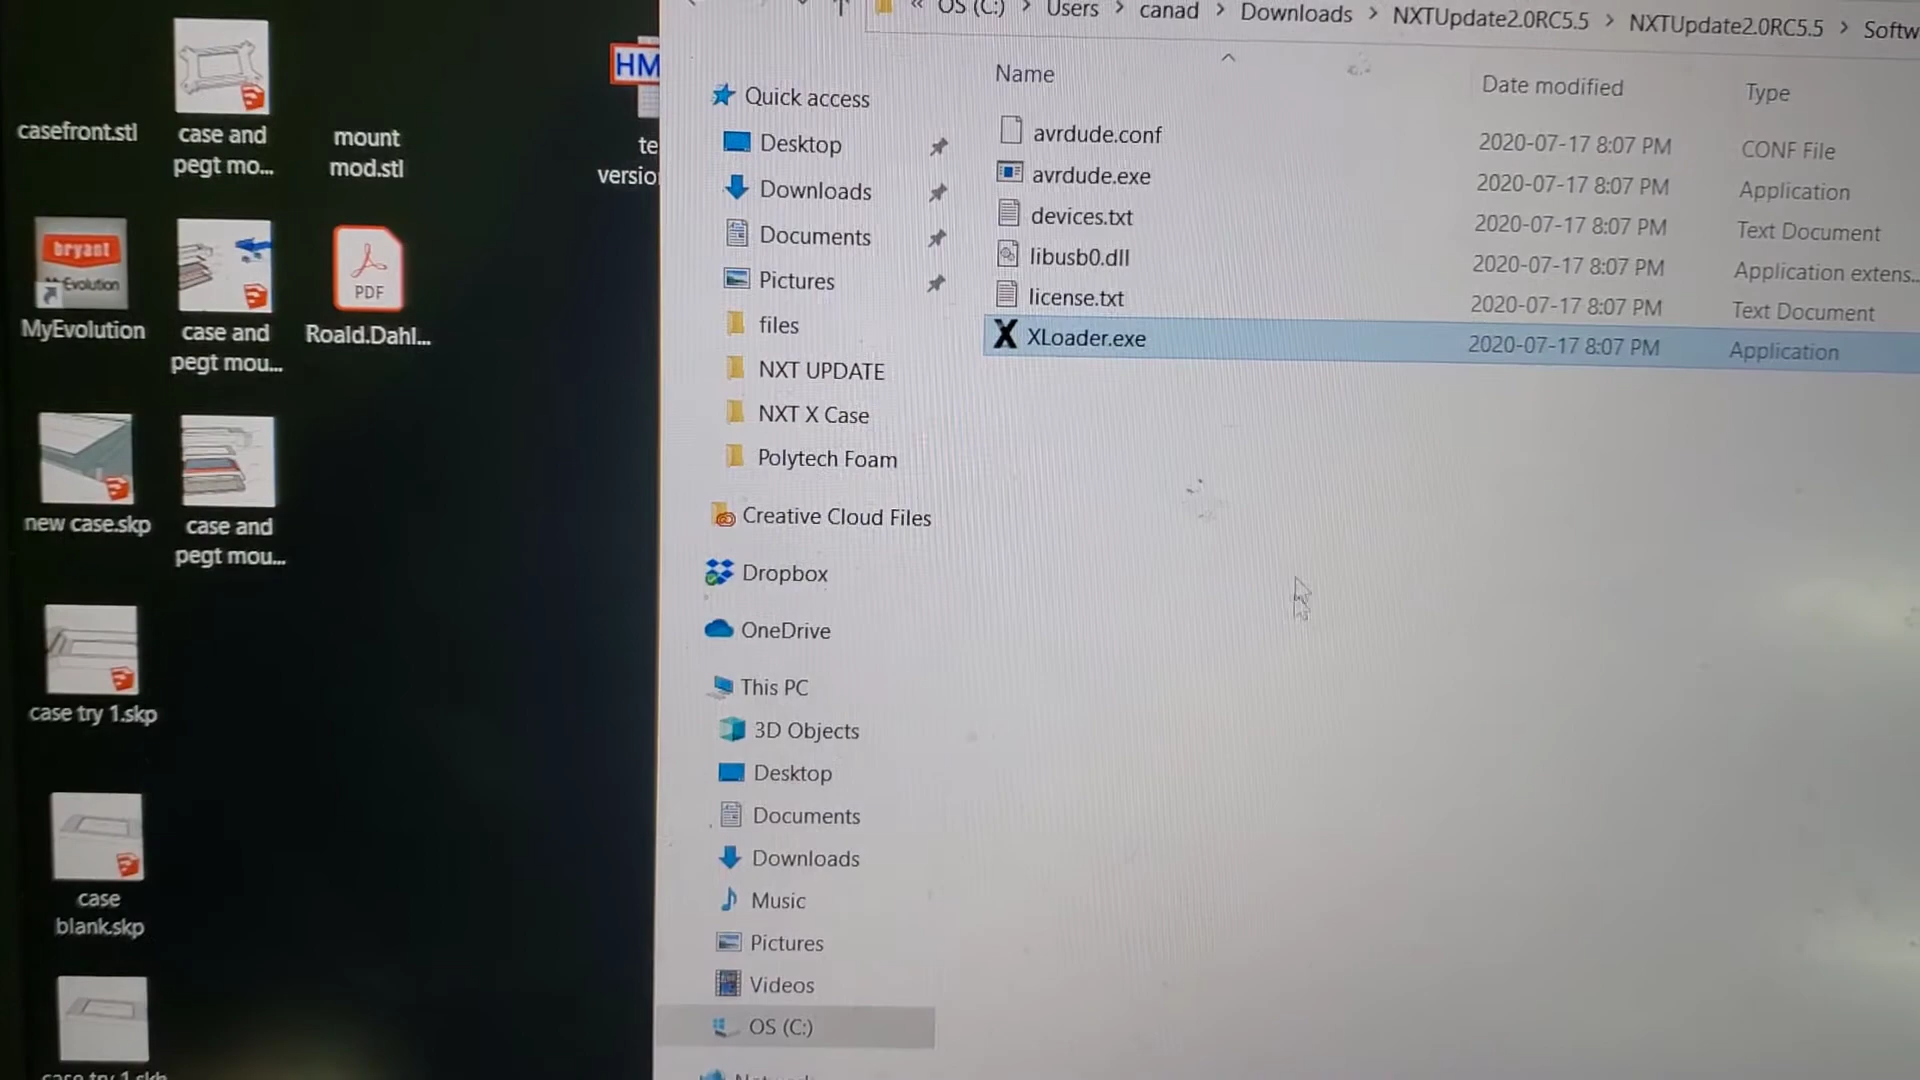 casefront.stl
case and
pegt mo...
mount
mod.stl
HM
te
versio
bryant
Evolution
MyEvolution
case and
pegt mou...
PDF
Roald.Dahl...
new case.skp
case and
pegt mou...
case try 1.skp
case
blank.skp
« OS (C:) > Users > canad > Downloads > NXTUpdate2.0RC5.5 > NXTUpdate2.0RC5.5 > Softw
Name
Date modified
Type
Quick access
Desktop
Downloads
Documents
Pictures
files
NXT UPDATE
NXT X Case
Polytech Foam
Creative Cloud Files
Dropbox
OneDrive
This PC
3D Objects
Desktop
Documents
Downloads
Music
Pictures
Videos
OS (C:)
avrdude.conf 2020-07-17 8:07 PM CONF File
avrdude.exe 2020-07-17 8:07 PM Application
devices.txt 2020-07-17 8:07 PM Text Document
libusb0.dll 2020-07-17 8:07 PM Application extens...
license.txt 2020-07-17 8:07 PM Text Document
XLoader.exe 2020-07-17 8:07 PM Application